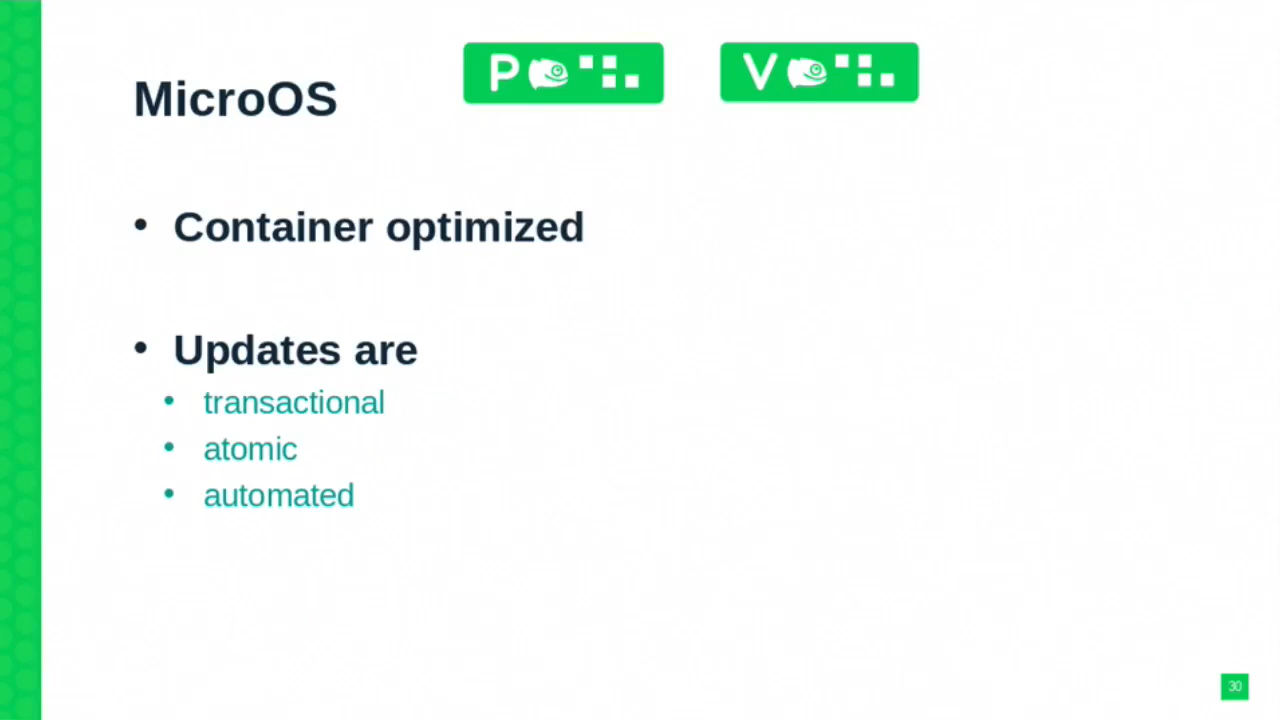 MicroOS
P
V
• Container optimized
• Updates are
• transactional
• atomic
• automated
30